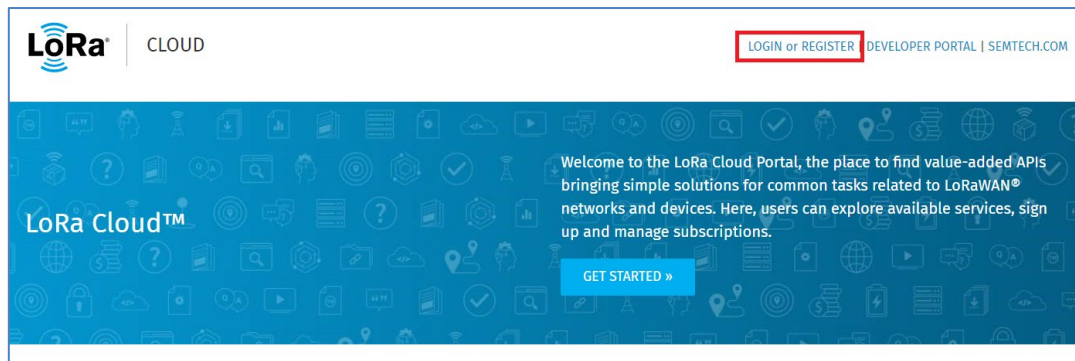 LoRa® CLOUD
LOGIN or REGISTER | DEVELOPER PORTAL | SEMTECH.COM
LoRa Cloud™
Welcome to the LoRa Cloud Portal, the place to find value-added APIs
bringing simple solutions for common tasks related to LoRaWAN®
networks and devices. Here, users can explore available services, sign
up and manage subscriptions.
GET STARTED »